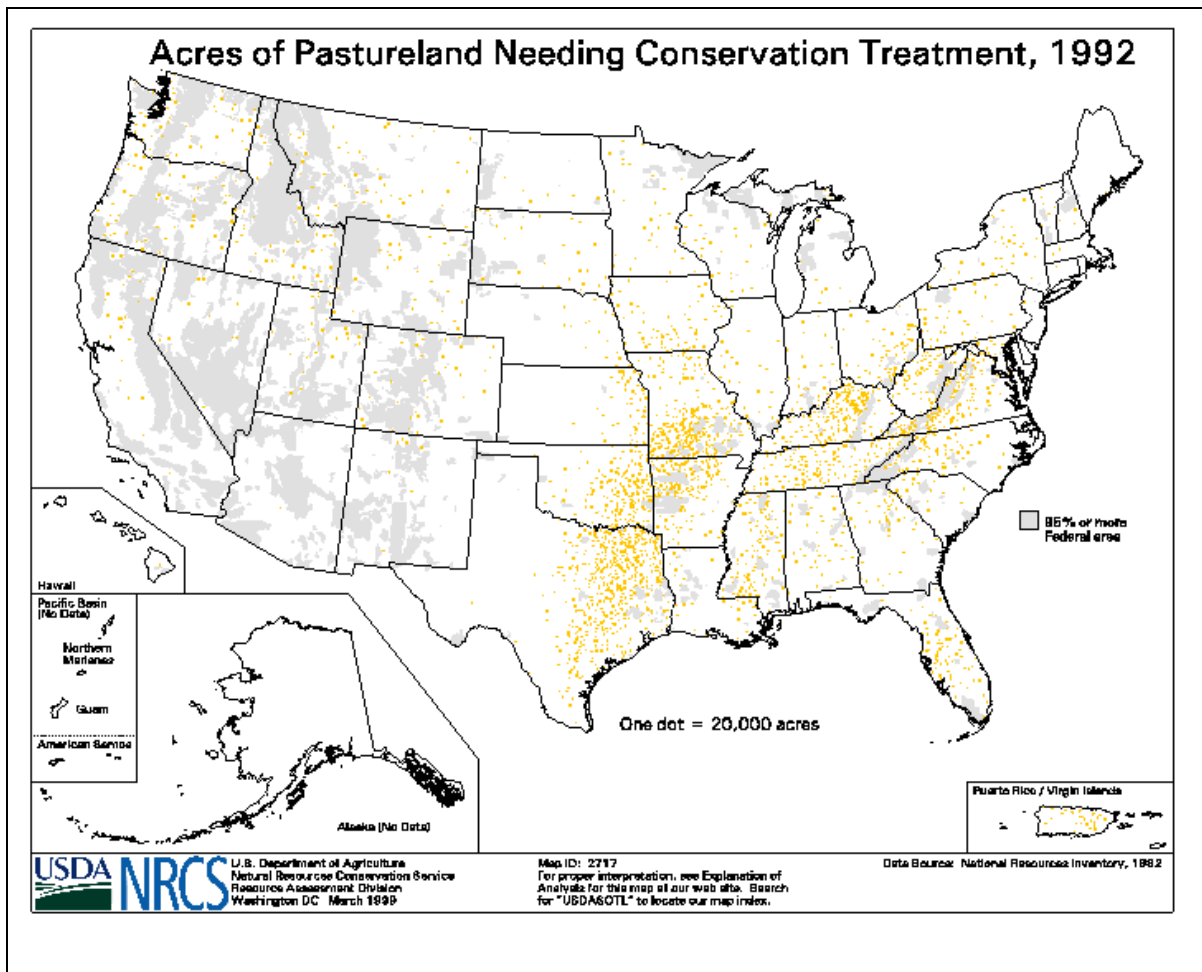 Acres of Pastureland Needing Conservation Treatment, 1992
95% or more
Federal area
Hawaii
Pacific Basin
(No Data)
Northern
Marianas
Guam
American Samoa
One dot = 20,000 acres
Alaska (No Data)
Puerto Rico / Virgin Islands
USDA
NRCS
U.S. Department of Agriculture
Natural Resources Conservation Service
Resource Assessment Division
Washington DC March 1999
Map ID: 2717
For proper interpretation, see Explanation of
Analysis for this map at our web site. Search
for "USDASOTL" to locate our map index.
Data Source: National Resources Inventory, 1992